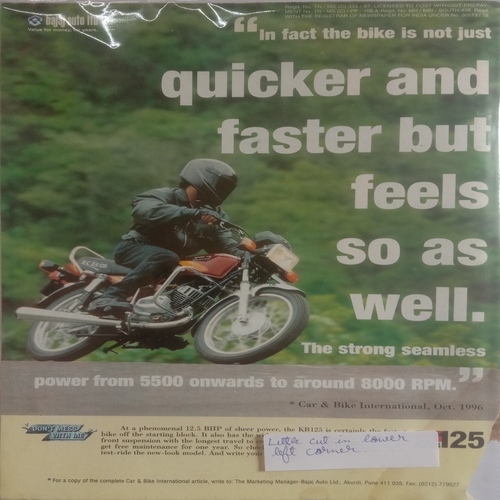 bajaj auto ltd
Value for money, for years.
“In fact the bike is not just
quicker and
faster but
feels
so as
well.
The strong seamless
power from 5500 onwards to around 8000 RPM.”
* Car & Bike International, Oct. 1996
DON'T MESS WITH ME
At a phenomenal 12.5 BHP of sheer power, the KB125 is certainly the
bike off the starting block. It also has the
front suspension with the longest travel to
get free maintenance for one year. So
test-ride the new-look model. And write
125
Little cut in lower
left corner
* For a copy of the complete Car & Bike International article, write to: The Marketing Manager-Bajaj Auto Ltd., Akurdi, Pune 411 035, Fax: (0212)